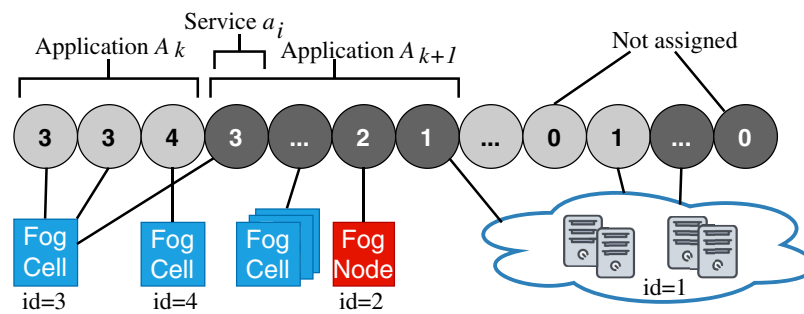 Service a_i
Application A_k
Application A_{k+1}
Not assigned
3 3 4 3 ... 2 1 ... 0 1 ... 0
Fog Cell
Fog Cell
Fog Cell
Fog Node
id=3
id=4
id=2
id=1